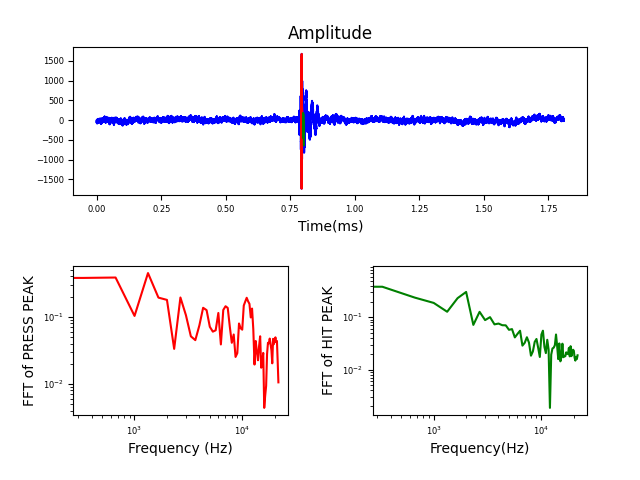 Amplitude
1500
1000
500
0
−500
−1000
−1500
0.00 0.25 0.50 0.75 1.00 1.25 1.50 1.75
Time(ms)
FFT of PRESS PEAK
10⁻¹
10⁻²
10³ 10⁴
Frequency (Hz)
FFT of HIT PEAK
10⁻¹
10⁻²
10³ 10⁴
Frequency(Hz)